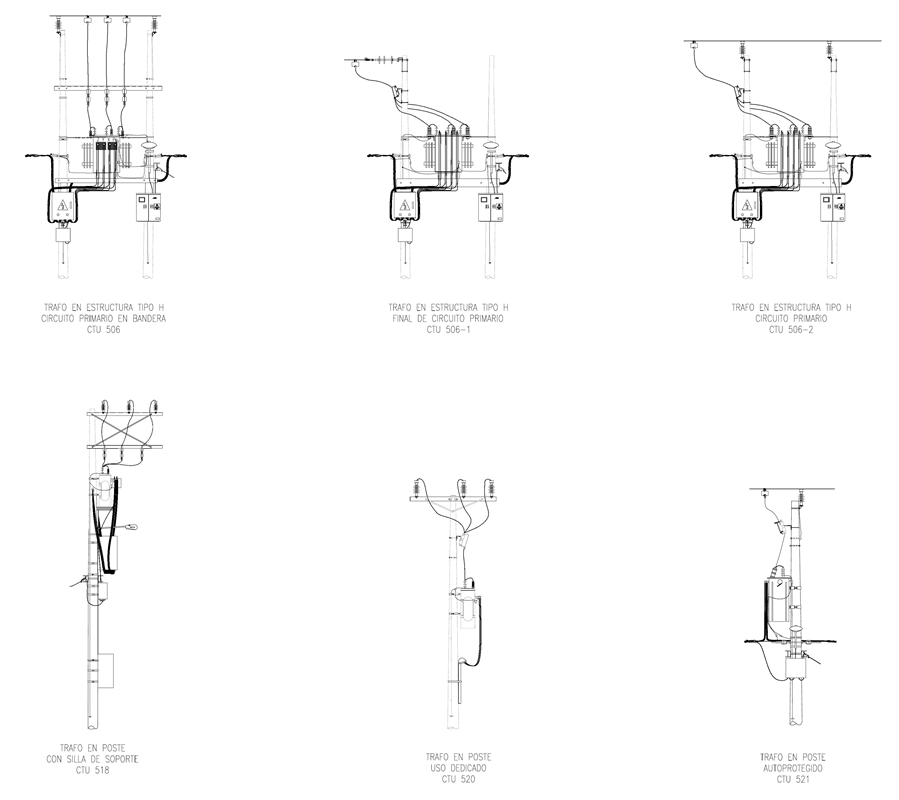 TRAFO EN ESTRUCTURA TIPO H
CIRCUITO PRIMARIO EN BANDERA
CTU 506
TRAFO EN ESTRUCTURA TIPO H
FINAL DE CIRCUITO PRIMARIO
CTU 506-1
TRAFO EN ESTRUCTURA TIPO H
CIRCUITO PRIMARIO
CTU 506-2
TRAFO EN POSTE
CON SILLA DE SOPORTE
CTU 518
TRAFO EN POSTE
USO DEDICADO
CTU 520
TRAFO EN POSTE
AUTOPROTEGIDO
CTU 521